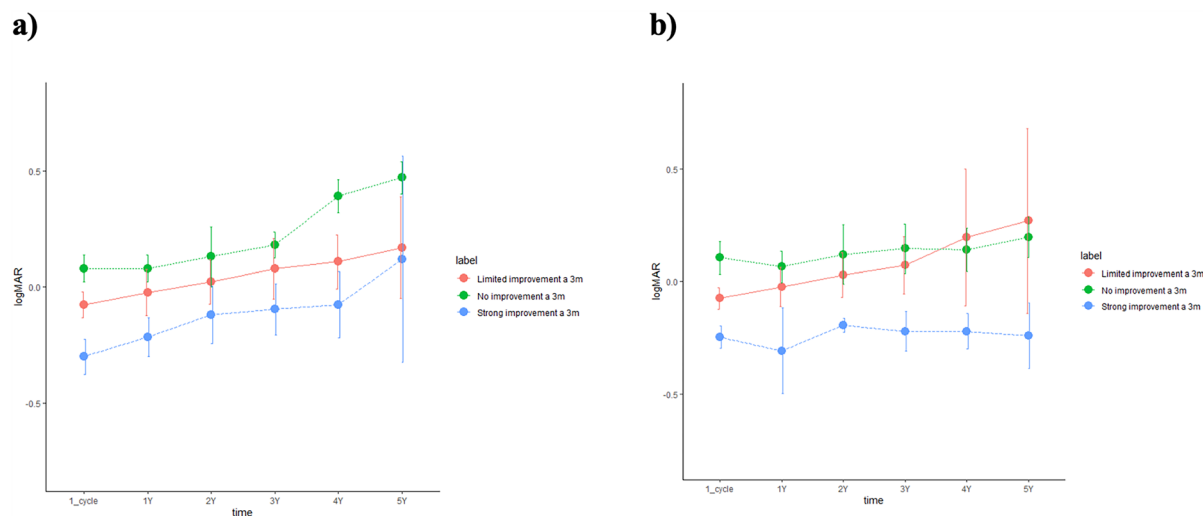 a)
logMAR
0.5
0.0
-0.5
1_cycle
1Y
2Y
3Y
4Y
5Y
time
label
Limited improvement a 3m
No improvement a 3m
Strong improvement a 3m
b)
logMAR
0.5
0.0
-0.5
1_cycle
1Y
2Y
3Y
4Y
5Y
time
label
Limited improvement a 3m
No improvement a 3m
Strong improvement a 3m